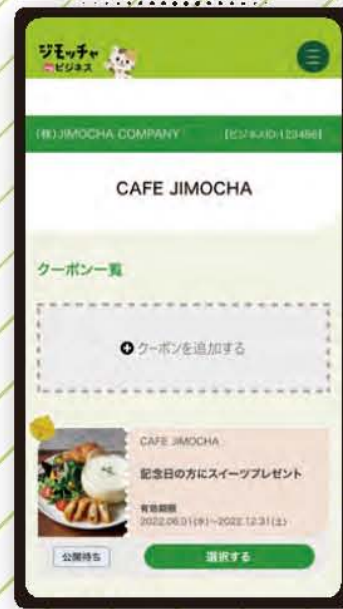 ジモッチャ
ビジネス
(株)JIMOCHA COMPANY
[ビジネスID:123456]
CAFE JIMOCHA
クーポン一覧
クーポンを追加する
CAFE JIMOCHA
記念日の方にスイーツプレゼント
有効期限
2022.06.01(水)~2022.12.31(土)
公開待ち
選択する